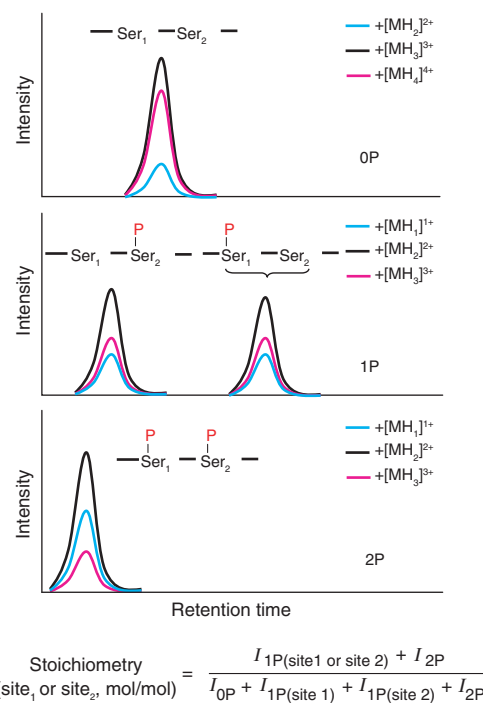 Ser₁ Ser₂
+[MH₂]²⁺
+[MH₃]³⁺
+[MH₄]⁴⁺
Intensity
0P
P P
Ser₁ Ser₂ Ser₁ Ser₂
+[MH₁]¹⁺
+[MH₂]²⁺
+[MH₃]³⁺
Intensity
1P
P P
Ser₁ Ser₂
+[MH₁]¹⁺
+[MH₂]²⁺
+[MH₃]³⁺
Intensity
2P
Retention time
Stoichiometry
(site₁ or site₂, mol/mol)
=
I1P(site1 or site 2) + I2P
I0P + I1P(site 1) + I1P(site 2) + I2P